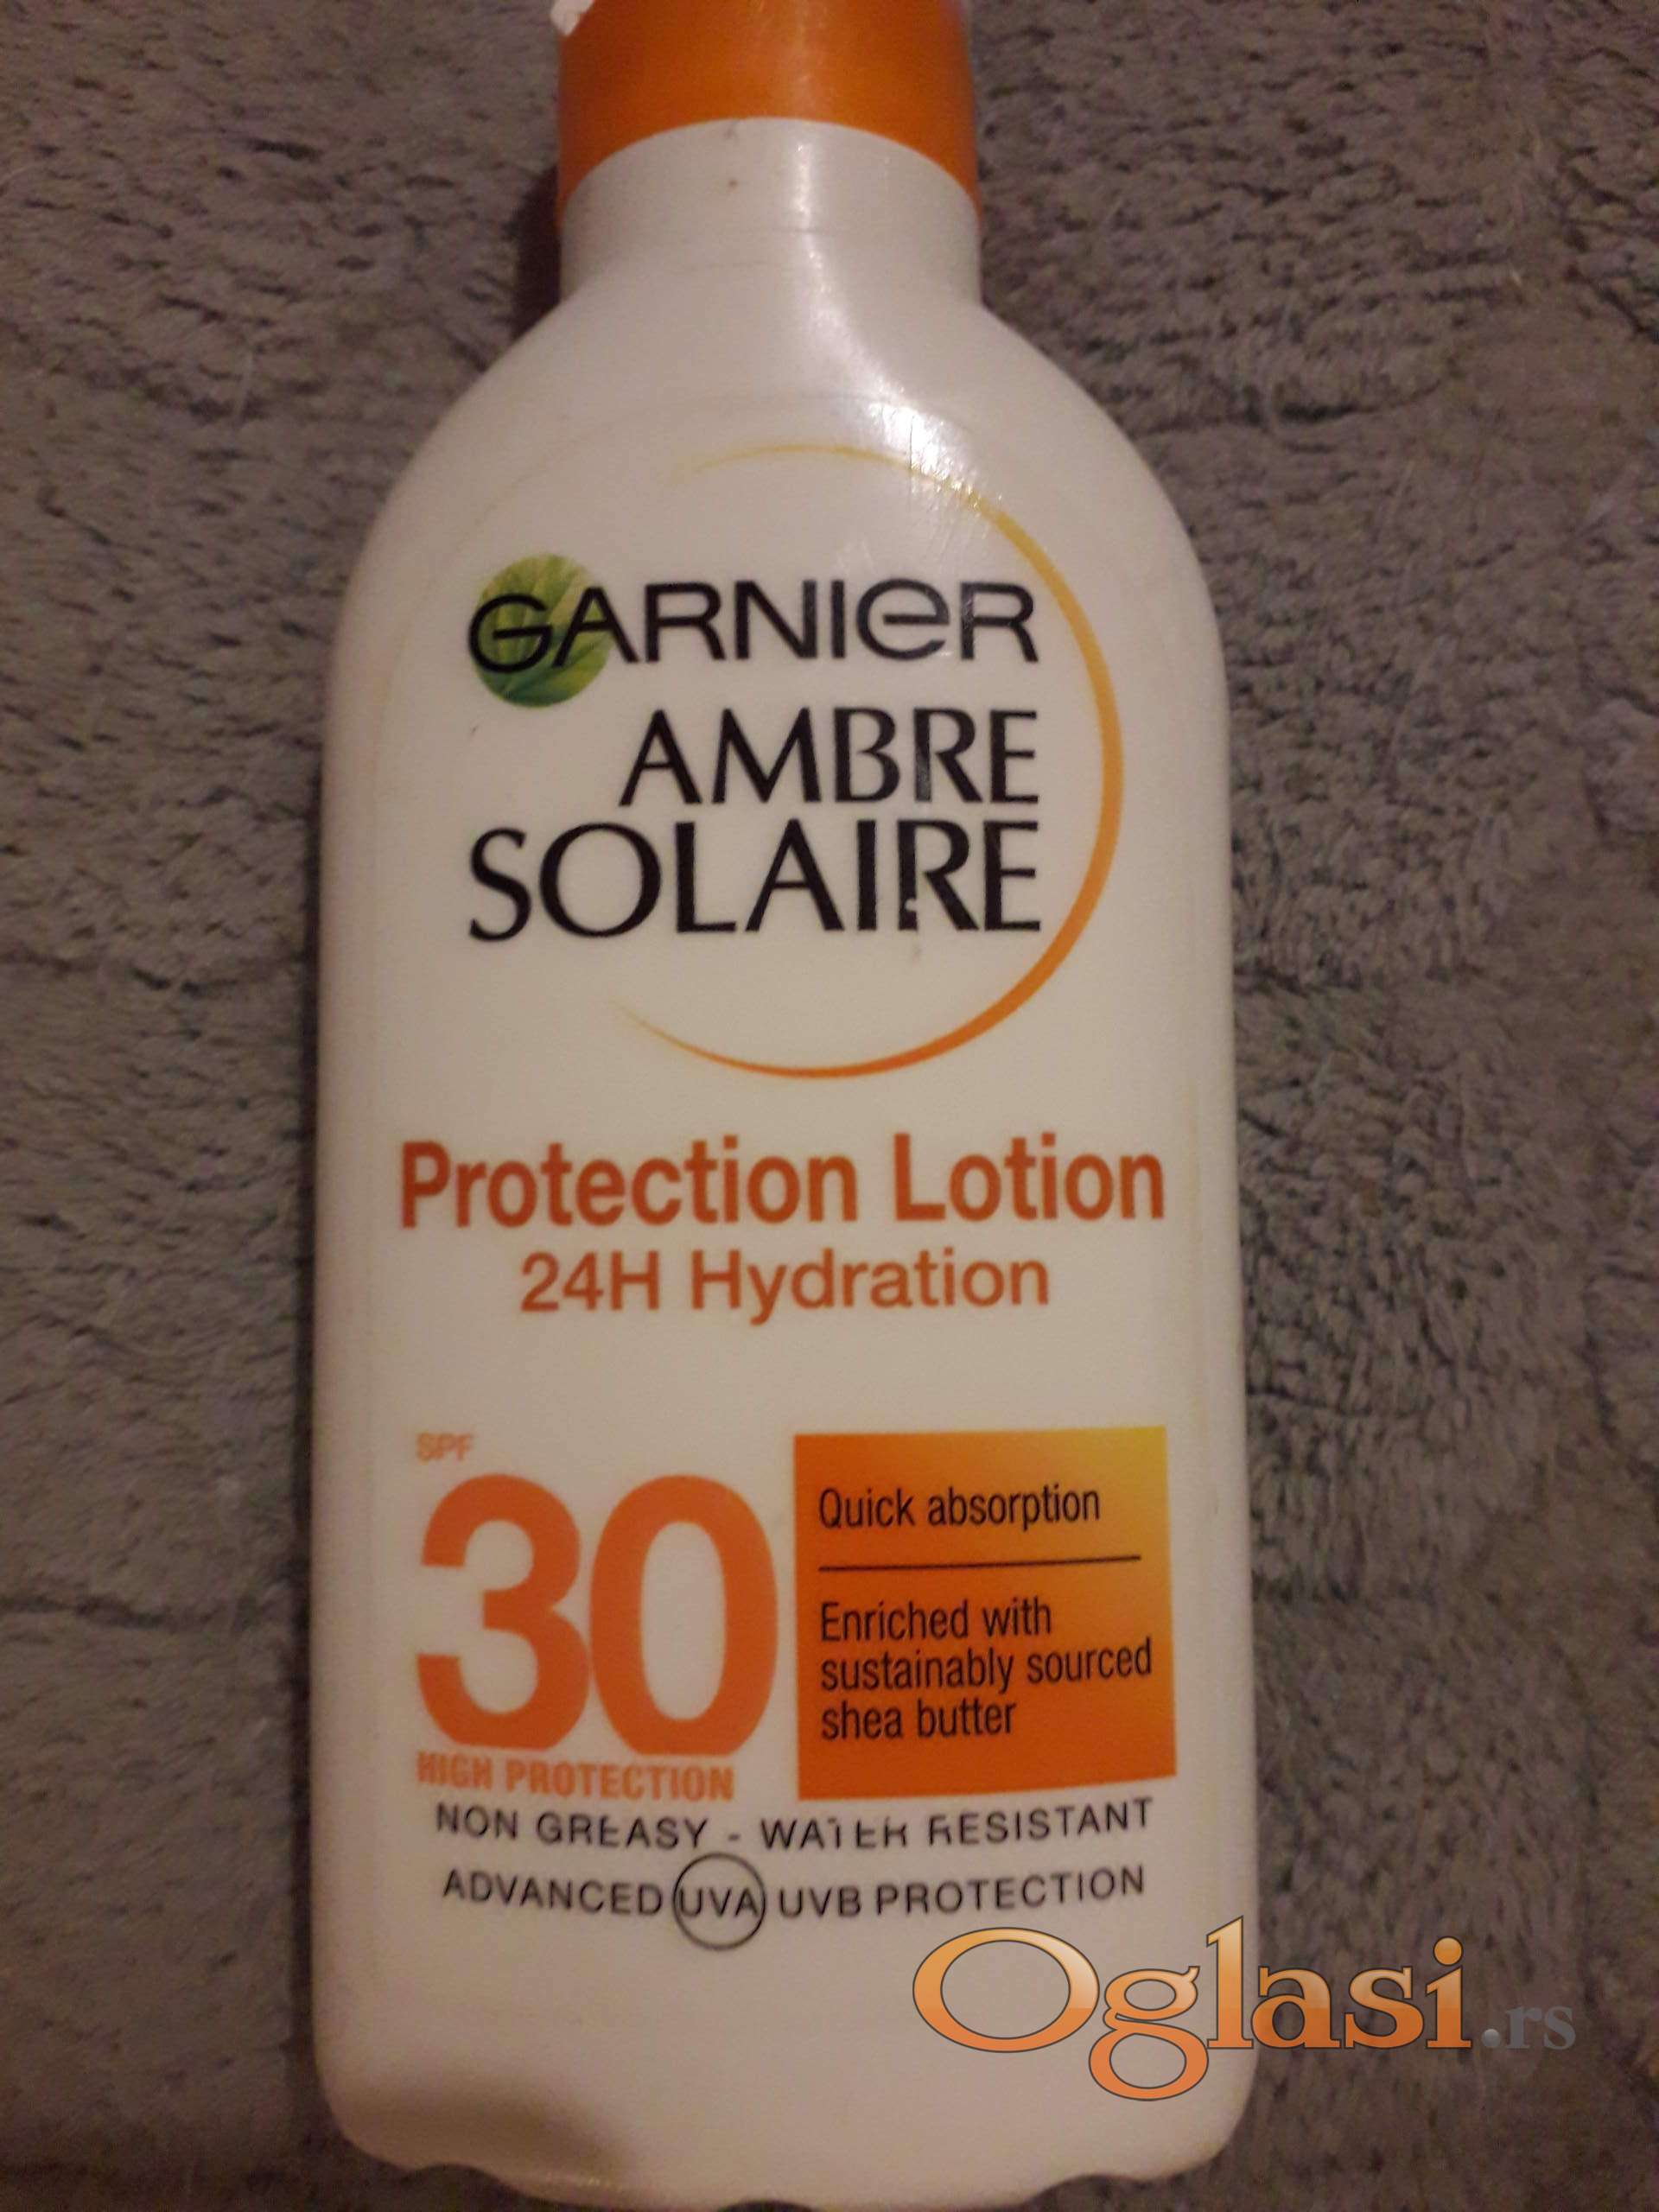 GARNIER
AMBRE
SOLAIRE
Protection Lotion
24H Hydration
SPF
30
HIGH PROTECTION
Quick absorption
Enriched with
sustainably sourced
shea butter
NON GREASY - WATER RESISTANT
ADVANCED UVA UVB PROTECTION
Oglasi.rs